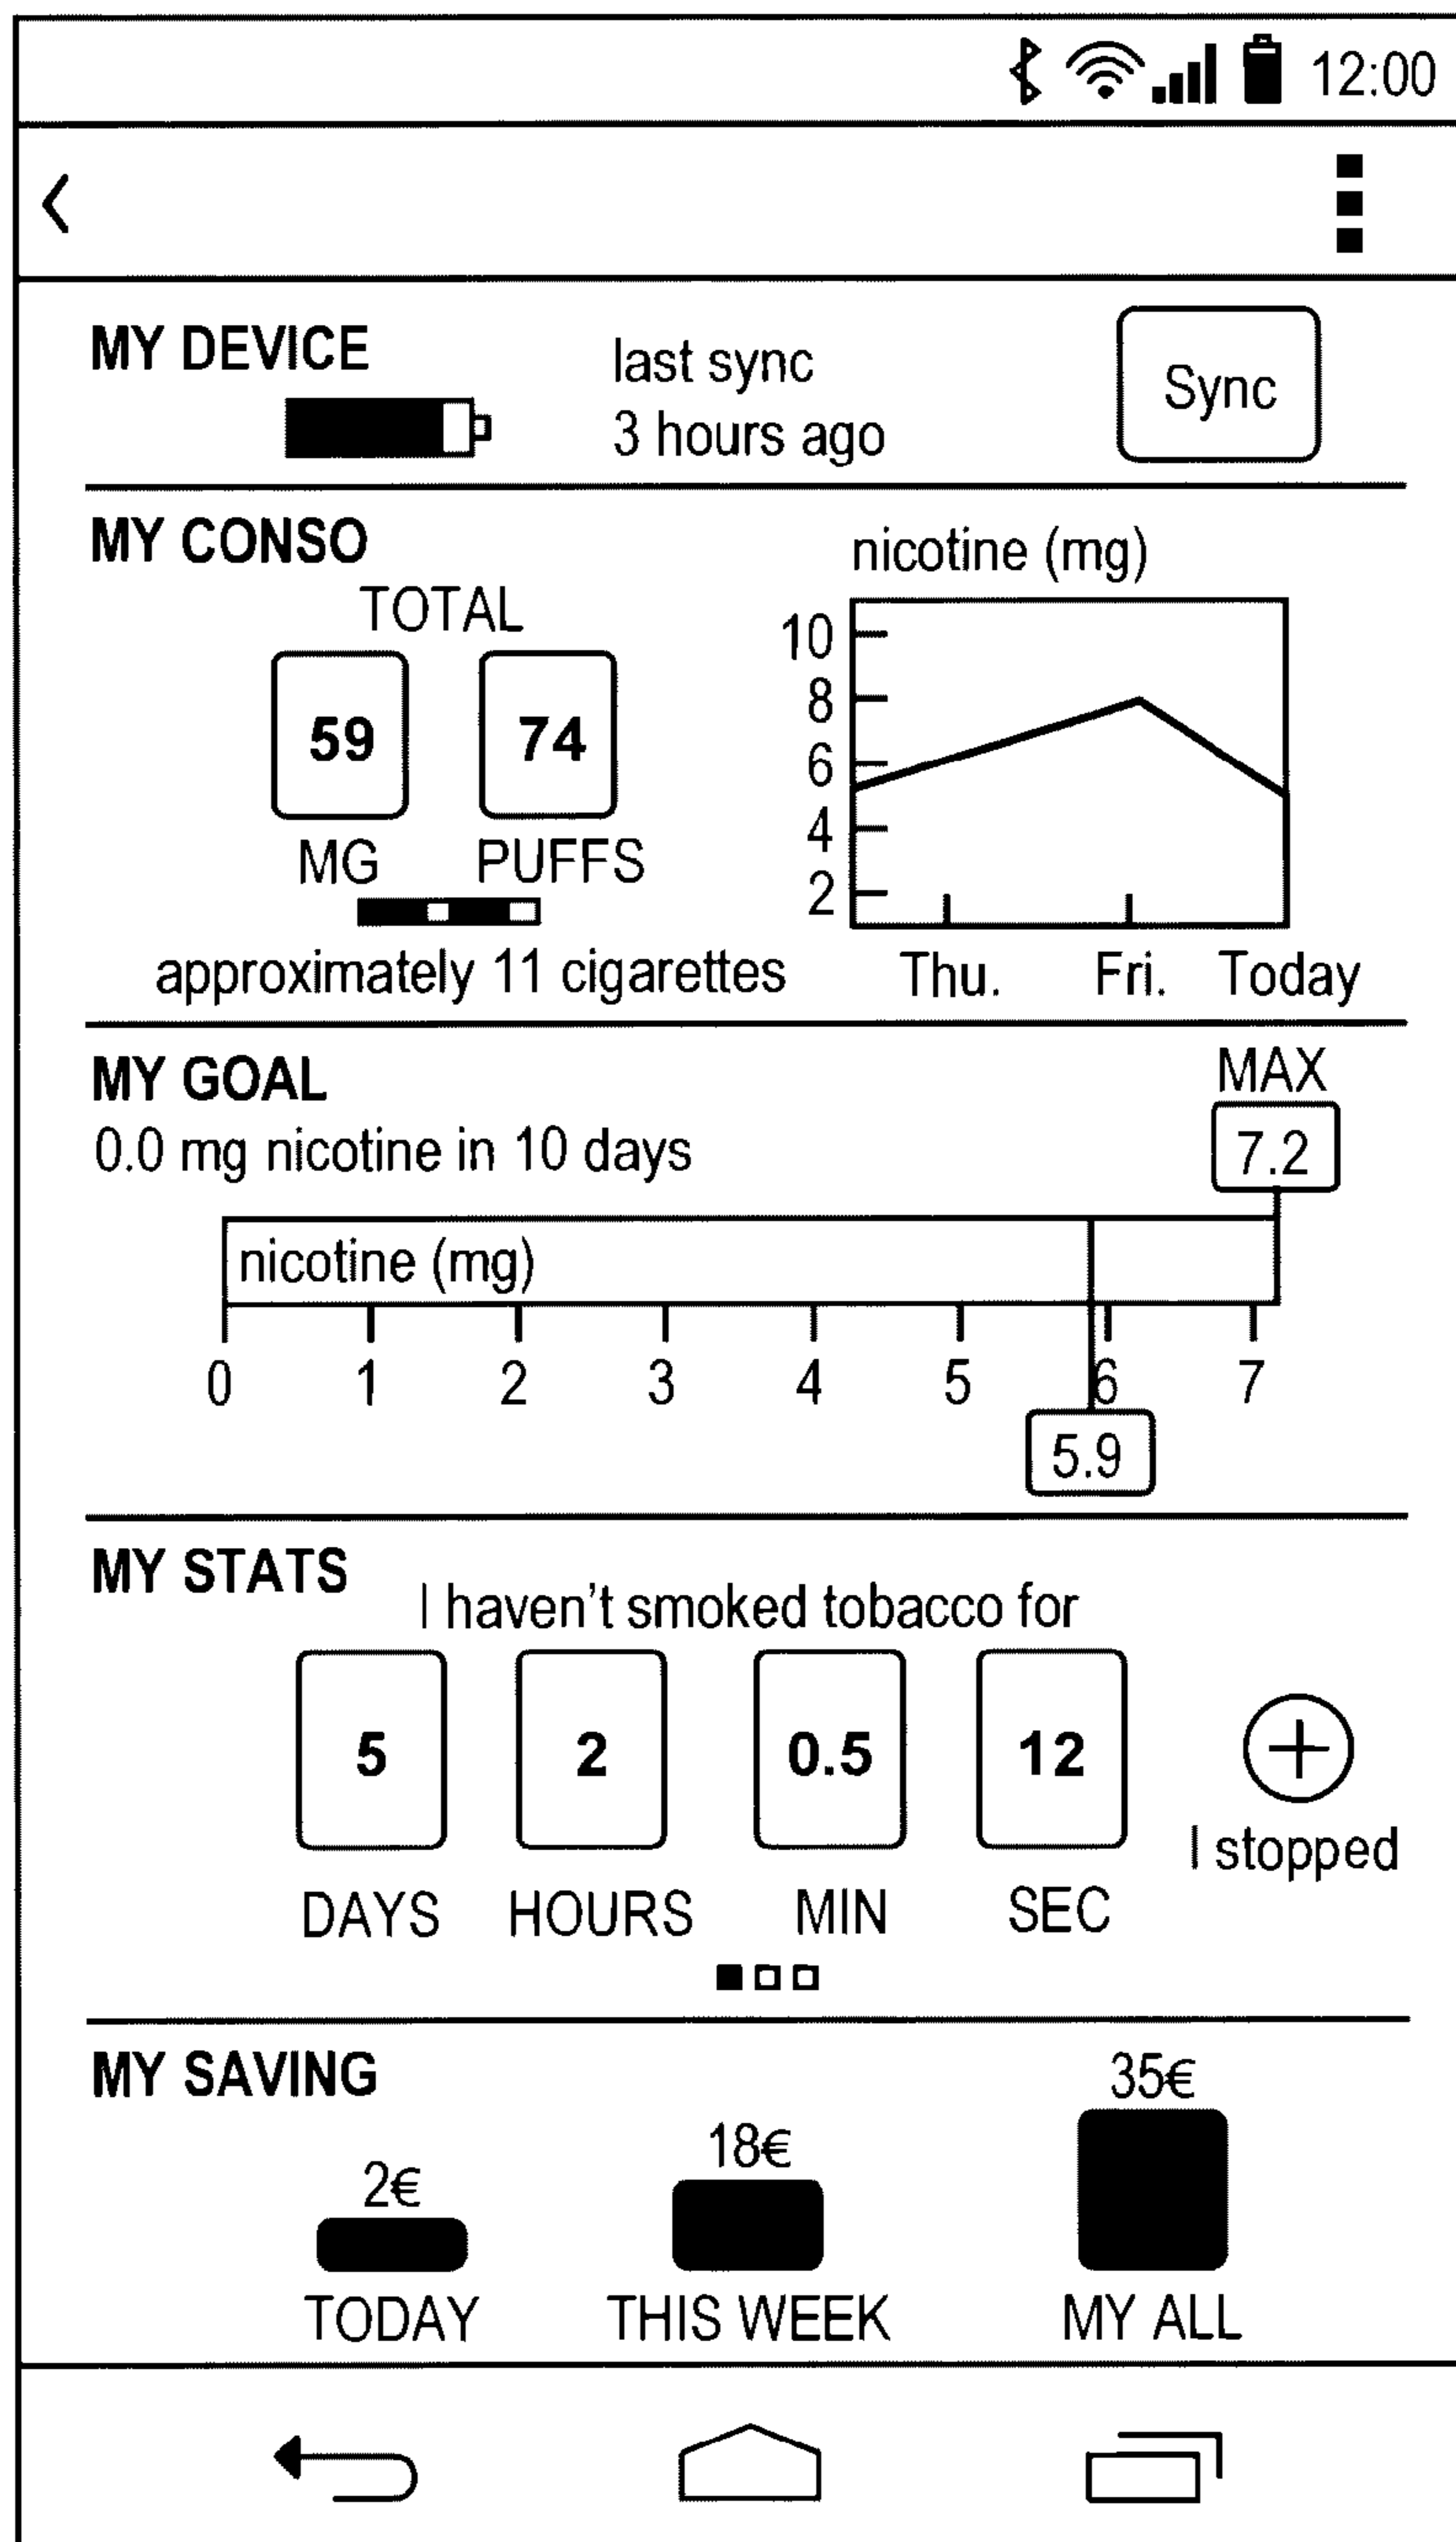 12:00
MY DEVICE
last sync
3 hours ago
Sync
MY CONSO
TOTAL
59
74
MG
PUFFS
approximately 11 cigarettes
nicotine (mg)
10
8
6
4
2
Thu. Fri. Today
MY GOAL
0.0 mg nicotine in 10 days
MAX
7.2
nicotine (mg)
0 1 2 3 4 5 6 7
5.9
MY STATS
I haven't smoked tobacco for
5 2 0.5 12
DAYS HOURS MIN SEC
I stopped
MY SAVING
2€ 18€ 35€
TODAY THIS WEEK MY ALL